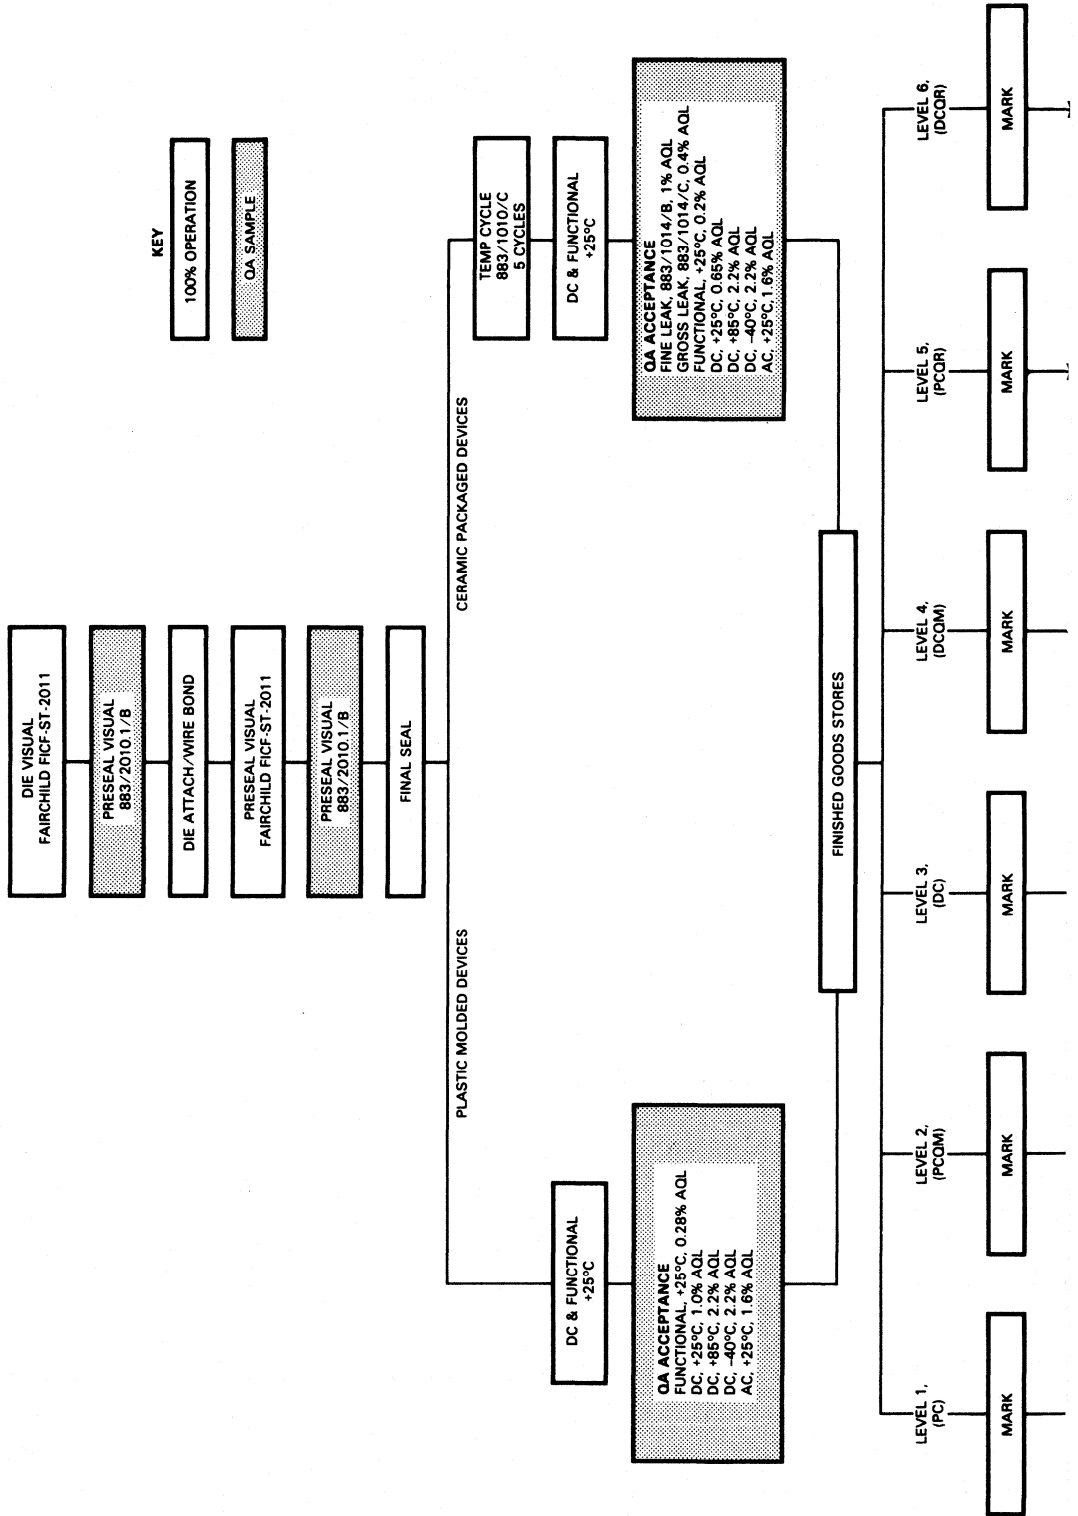 DIE VISUAL
FAIRCHILD FICF-ST-2011
PRESEAL VISUAL
883/2010.1/B
DIE ATTACH/WIRE BOND
PRESEAL VISUAL
FAIRCHILD FICF-ST-2011
PRESEAL VISUAL
883/2010.1/B
FINAL SEAL
KEY
100% OPERATION
QA SAMPLE
PLASTIC MOLDED DEVICES
CERAMIC PACKAGED DEVICES
DC & FUNCTIONAL
+25°C
QA ACCEPTANCE
FUNCTIONAL, +25°C, 0.28% AQL
DC, +25°C, 1.0% AQL
DC, +85°C, 2.2% AQL
DC, −40°C, 2.2% AQL
AC, +25°C, 1.6% AQL
TEMP CYCLE
883/1010/C
5 CYCLES
DC & FUNCTIONAL
+25°C
QA ACCEPTANCE
FINE LEAK, 883/1014/B, 1% AQL
GROSS LEAK, 883/1014/C, 0.4% AQL
FUNCTIONAL, +25°C, 0.2% AQL
DC, +25°C, 0.65% AQL
DC, +85°C, 2.2% AQL
DC, −40°C, 2.2% AQL
AC, +25°C, 1.6% AQL
FINISHED GOODS STORES
LEVEL 1,
(PC)
LEVEL 2,
(PCQM)
LEVEL 3,
(DC)
LEVEL 4,
(DCQM)
LEVEL 5,
(PCQR)
LEVEL 6,
(DCQR)
MARK
MARK
MARK
MARK
MARK
MARK